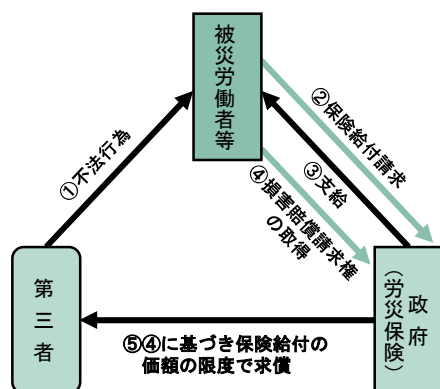 被災労働者等
①不法行為
②保険給付請求
③支給
④損害賠償請求権
の取得
第三者
政府
(労災保険)
⑤④に基づき保険給付の
価額の限度で求償